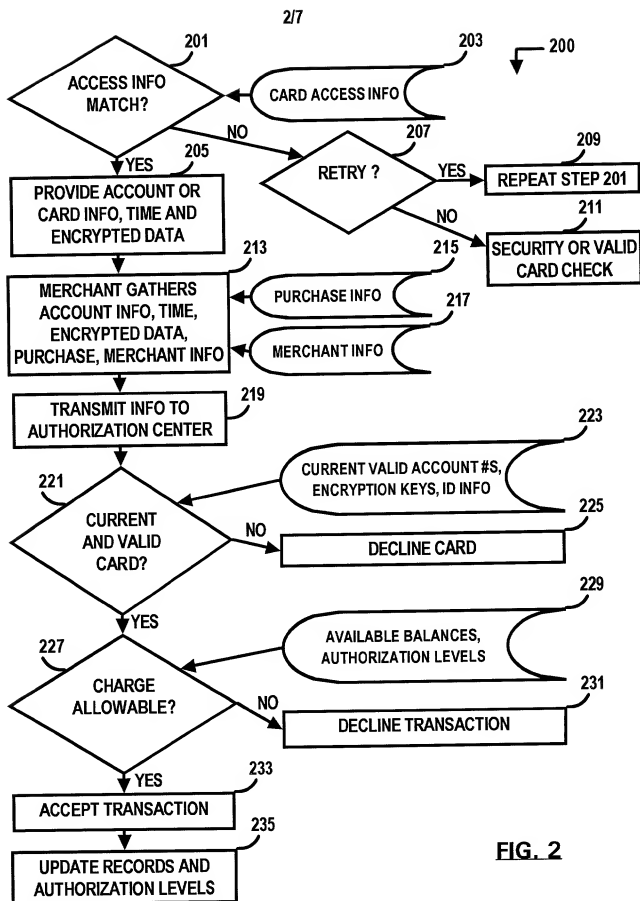 2/7
200
201
ACCESS INFO
MATCH?
203
CARD ACCESS INFO
NO
YES
205
PROVIDE ACCOUNT OR
CARD INFO, TIME AND
ENCRYPTED DATA
207
RETRY ?
YES
209
REPEAT STEP 201
NO
211
SECURITY OR VALID
CARD CHECK
213
MERCHANT GATHERS
ACCOUNT INFO, TIME,
ENCRYPTED DATA,
PURCHASE, MERCHANT INFO
215
PURCHASE INFO
217
MERCHANT INFO
219
TRANSMIT INFO TO
AUTHORIZATION CENTER
221
CURRENT
AND VALID
CARD?
223
CURRENT VALID ACCOUNT #S,
ENCRYPTION KEYS, ID INFO
NO
225
DECLINE CARD
YES
227
CHARGE
ALLOWABLE?
229
AVAILABLE BALANCES,
AUTHORIZATION LEVELS
NO
231
DECLINE TRANSACTION
YES
233
ACCEPT TRANSACTION
235
UPDATE RECORDS AND
AUTHORIZATION LEVELS
FIG. 2